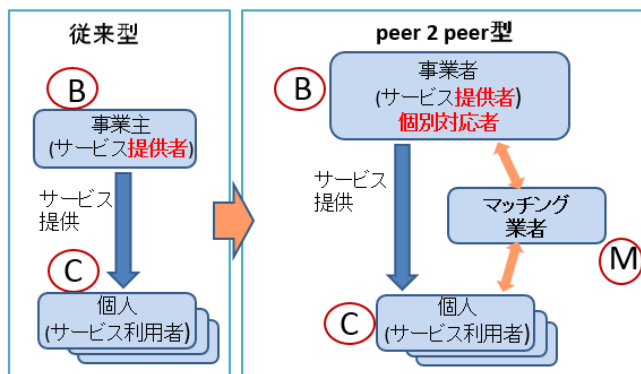 従来型
B
事業主
(サービス提供者)
サービス
提供
C
個人
(サービス利用者)
peer 2 peer型
B
事業者
(サービス提供者)
個別対応者
サービス
提供
マッチング
業者
M
C
個人
(サービス利用者)